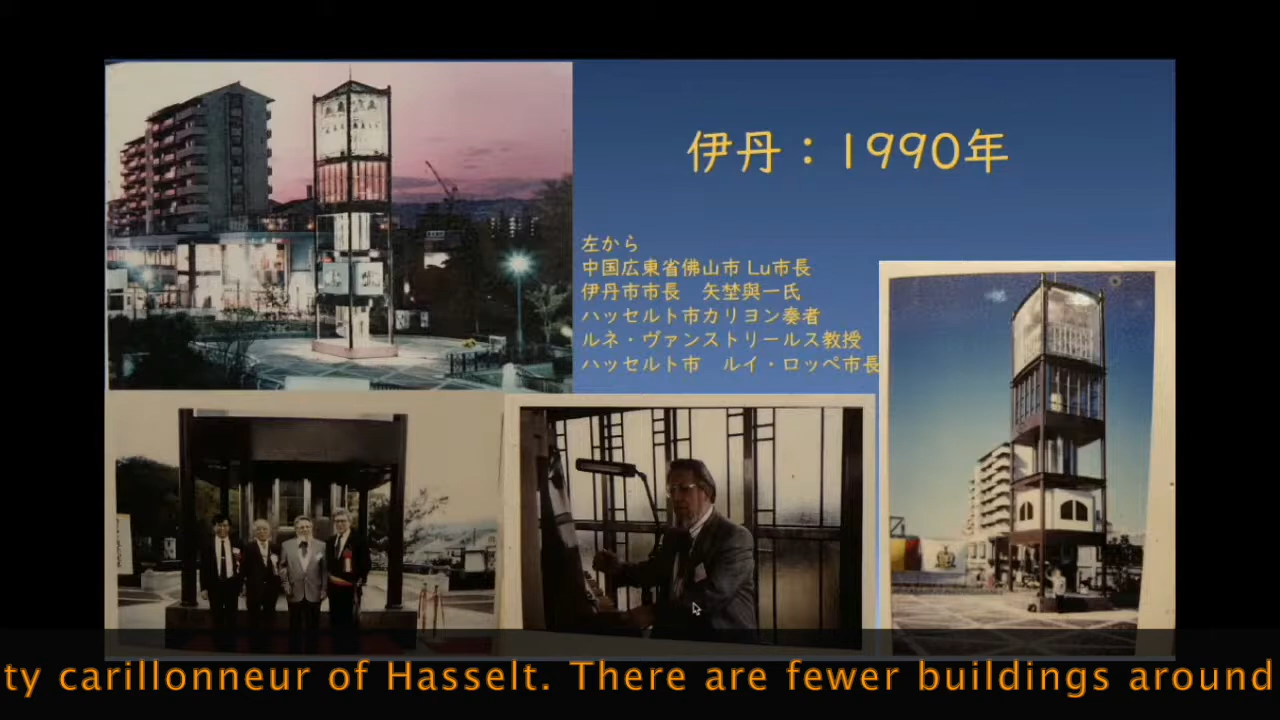 伊丹：1990年
左から
中国広東省佛山市 Lu市長
伊丹市市長　矢埜與一氏
ハッセルト市カリヨン奏者
ルネ・ヴァンストリールス教授
ハッセルト市　ルイ・ロッペ市長
ty carillonneur of Hasselt. There are fewer buildings around